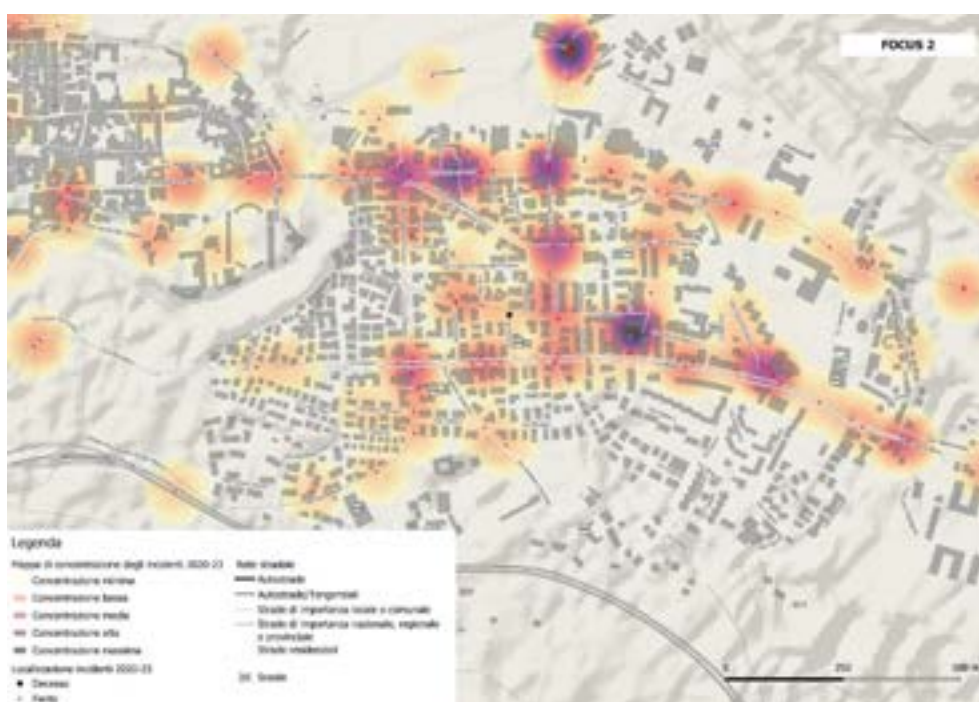 FOCUS 2
Legenda
Mappa di concentrazione degli incidenti 2020-23
Concentrazione minima
Concentrazione bassa
Concentrazione media
Concentrazione alta
Concentrazione massima
Localizzazione incidenti 2020-23
Decesso
Ferito
Rete stradale
Autostrade
Autostrade/Tangenziali
Strade di importanza locale o comunale
Strade di importanza nazionale, regionale
o provinciale
Strade residenziali
Scuole
0